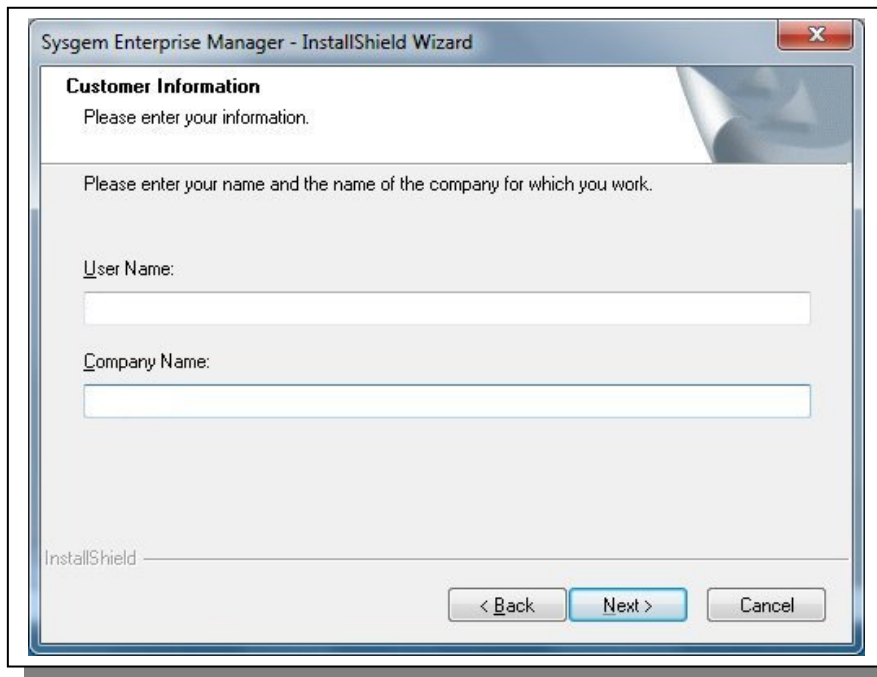 Sysgem Enterprise Manager - InstallShield Wizard
Customer Information
Please enter your information.
Please enter your name and the name of the company for which you work.
User Name:
Company Name:
InstallShield
< Back Next > Cancel